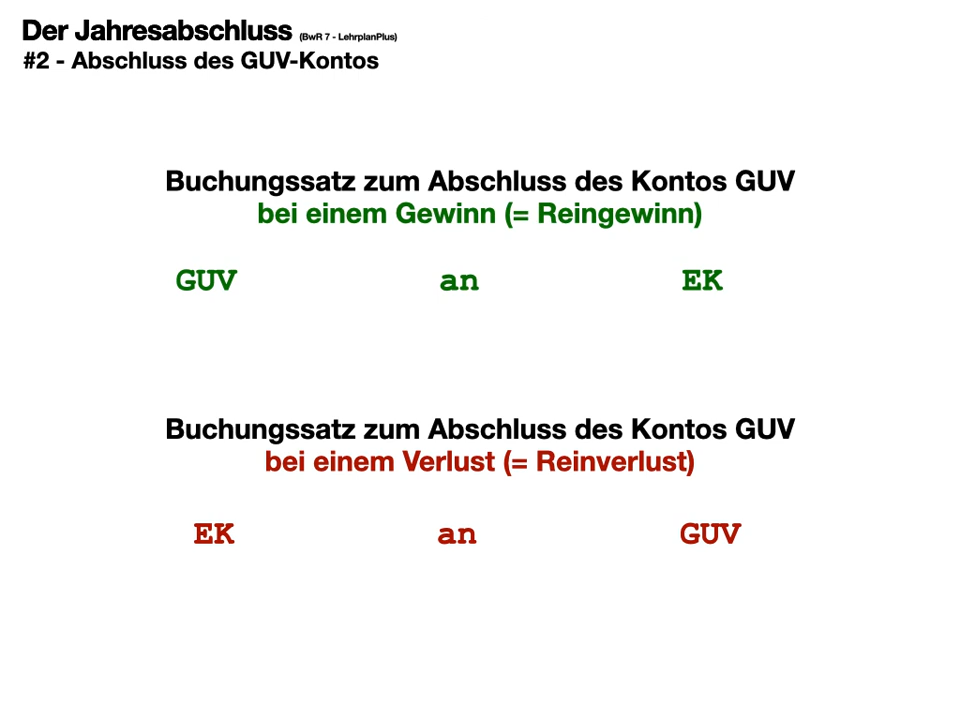 Der Jahresabschluss (BwR 7 - LehrplanPlus)
#2 - Abschluss des GUV-Kontos
Buchungssatz zum Abschluss des Kontos GUV
bei einem Gewinn (= Reingewinn)
GUV an EK
Buchungssatz zum Abschluss des Kontos GUV
bei einem Verlust (= Reinverlust)
EK an GUV